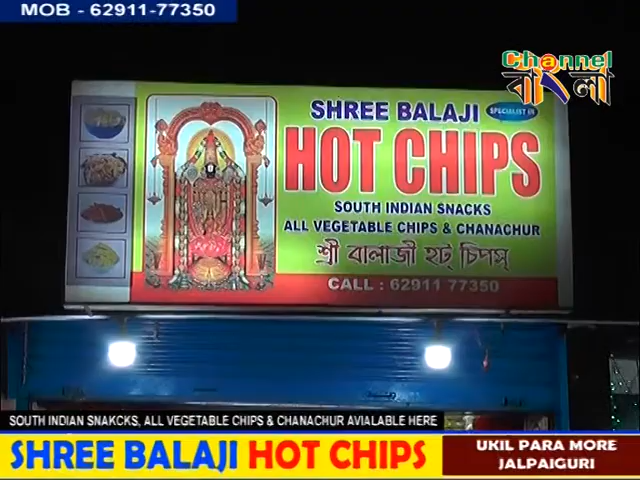 MOB - 62911-77350
Channel
বাংলা
SHREE BALAJI
SPECIALIST IN
HOT CHIPS
SOUTH INDIAN SNACKS
ALL VEGETABLE CHIPS & CHANACHUR
শ্রী বালাজী হট্ চিপস্
CALL : 62911 77350
SOUTH INDIAN SNAKCKS, ALL VEGETABLE CHIPS & CHANACHUR AVIALABLE HERE
SHREE BALAJI HOT CHIPS
UKIL PARA MORE
JALPAIGURI